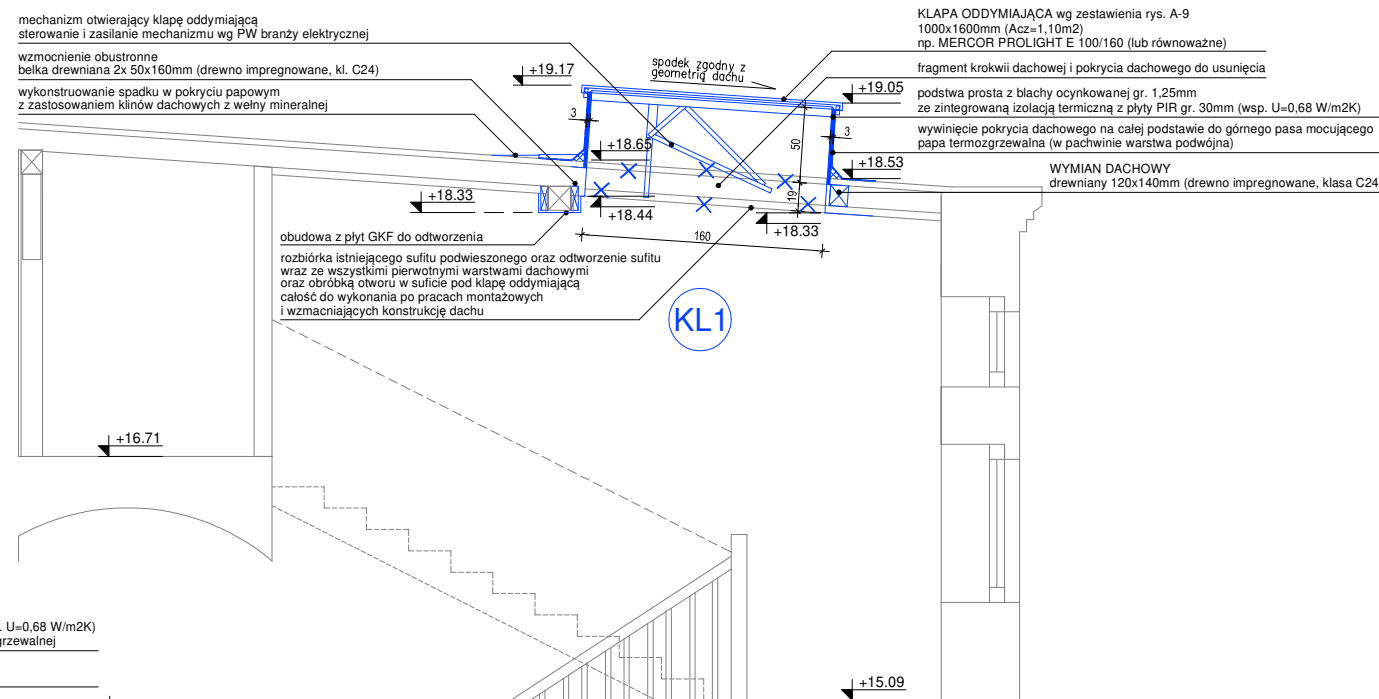 mechanizm otwierający klapę oddymiającą
sterowanie i zasilanie mechanizmu wg PW branży elektrycznej
wzmocnienie obustronne
belka drewniana 2x 50x160mm (drewno impregnowane, kl. C24)
wykonstruowanie spadku w pokryciu papowym
z zastosowaniem klinów dachowych z wełny mineralnej
KLAPA ODDYMIAJĄCA wg zestawienia rys. A-9
1000x1600mm (Acz=1,10m2)
np. MERCOR PROLIGHT E 100/160 (lub równoważne)
fragment krokwii dachowej i pokrycia dachowego do usunięcia
podstwa prosta z blachy ocynkowanej gr. 1,25mm
ze zintegrowaną izolacją termiczną z płyty PIR gr. 30mm (wsp. U=0,68 W/m2K)
wywinięcie pokrycia dachowego na całej podstawie do górnego pasa mocującego
papa termozgrzewalna (w pachwinie warstwa podwójna)
WYMIAN DACHOWY
drewniany 120x140mm (drewno impregnowane, klasa C24
spadek zgodny z
geometrią dachu
+19.17
+19.05
3
3
50
+18.65
+18.53
19
+18.33
+18.44
+18.33
160
obudowa z płyt GKF do odtworzenia
rozbiórka istniejącego sufitu podwieszonego oraz odtworzenie sufitu
wraz ze wszystkimi pierwotnymi warstwami dachowymi
oraz obróbką otworu w suficie pod klapę oddymiającą
całość do wykonania po pracach montażowych
i wzmacniających konstrukcję dachu
KL1
+16.71
. U=0,68 W/m2K)
grzewalnej
+15.09